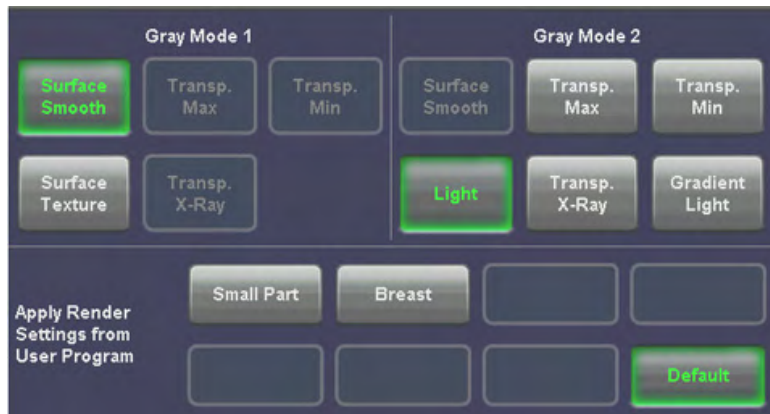 Gray Mode 1
Surface
Smooth
Transp.
Max
Transp.
Min
Surface
Texture
Transp.
X-Ray
Gray Mode 2
Surface
Smooth
Transp.
Max
Transp.
Min
Light
Transp.
X-Ray
Gradient
Light
Apply Render
Settings from
User Program
Small Part
Breast
Default